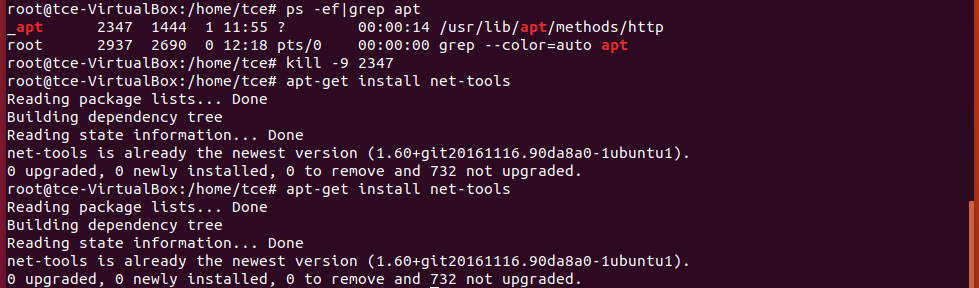 root@tce-VirtualBox:/home/tce# ps -ef|grep apt
_apt      2347  1444  1 11:55 ?        00:00:14 /usr/lib/apt/methods/http
root      2937  2690  0 12:18 pts/0    00:00:00 grep --color=auto apt
root@tce-VirtualBox:/home/tce# kill -9 2347
root@tce-VirtualBox:/home/tce# apt-get install net-tools
Reading package lists... Done
Building dependency tree
Reading state information... Done
net-tools is already the newest version (1.60+git20161116.90da8a0-1ubuntu1).
0 upgraded, 0 newly installed, 0 to remove and 732 not upgraded.
root@tce-VirtualBox:/home/tce# apt-get install net-tools
Reading package lists... Done
Building dependency tree
Reading state information... Done
net-tools is already the newest version (1.60+git20161116.90da8a0-1ubuntu1).
0 upgraded, 0 newly installed, 0 to remove and 732 not upgraded.